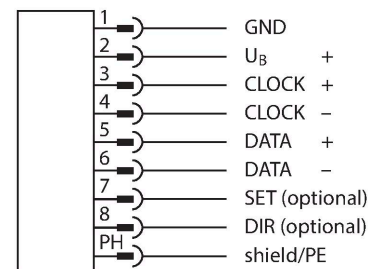 1 GND
2 U_B +
3 CLOCK +
4 CLOCK –
5 DATA +
6 DATA –
7 SET (optional)
8 DIR (optional)
PH shield/PE